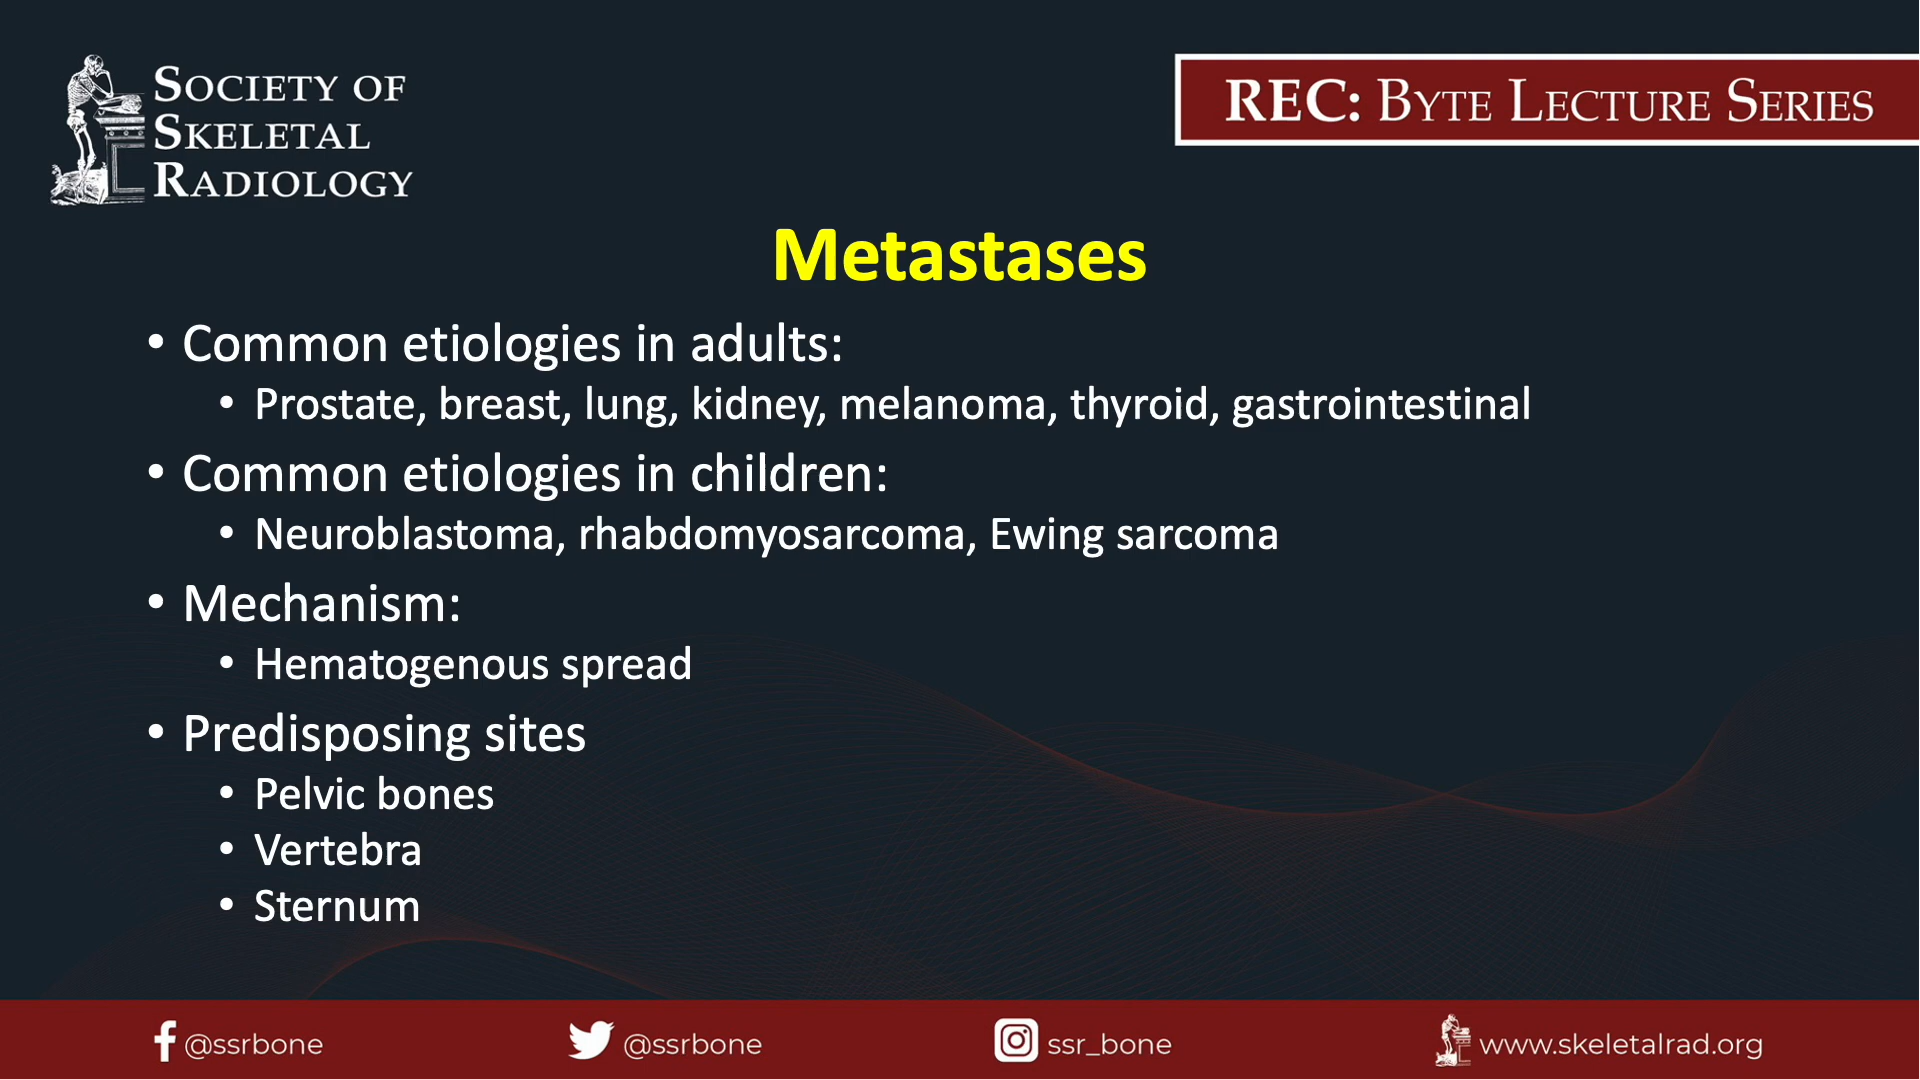 SOCIETY OF
SKELETAL
RADIOLOGY
REC: BYTE LECTURE SERIES
Metastases
• Common etiologies in adults:
• Prostate, breast, lung, kidney, melanoma, thyroid, gastrointestinal
• Common etiologies in children:
• Neuroblastoma, rhabdomyosarcoma, Ewing sarcoma
• Mechanism:
• Hematogenous spread
• Predisposing sites
• Pelvic bones
• Vertebra
• Sternum
@ssrbone
@ssrbone
ssr_bone
www.skeletalrad.org